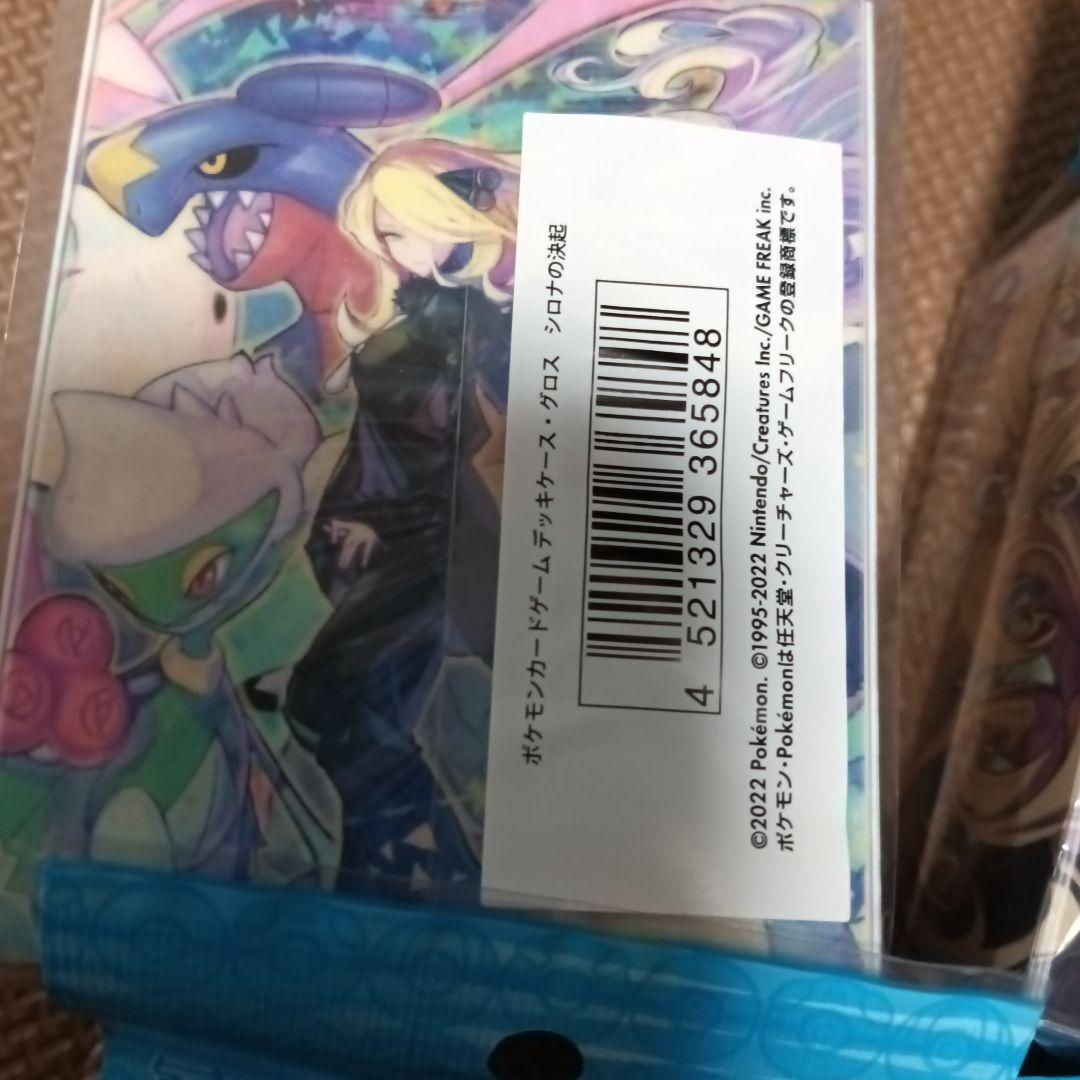 ポケモンカードゲーム デッキケース・グロス シロナの決起
4 521329 365848
©2022 Pokémon. ©1995-2022 Nintendo/Creatures Inc./GAME FREAK inc.
ポケモン・Pokémonは任天堂・クリーチャーズ・ゲームフリークの登録商標です。